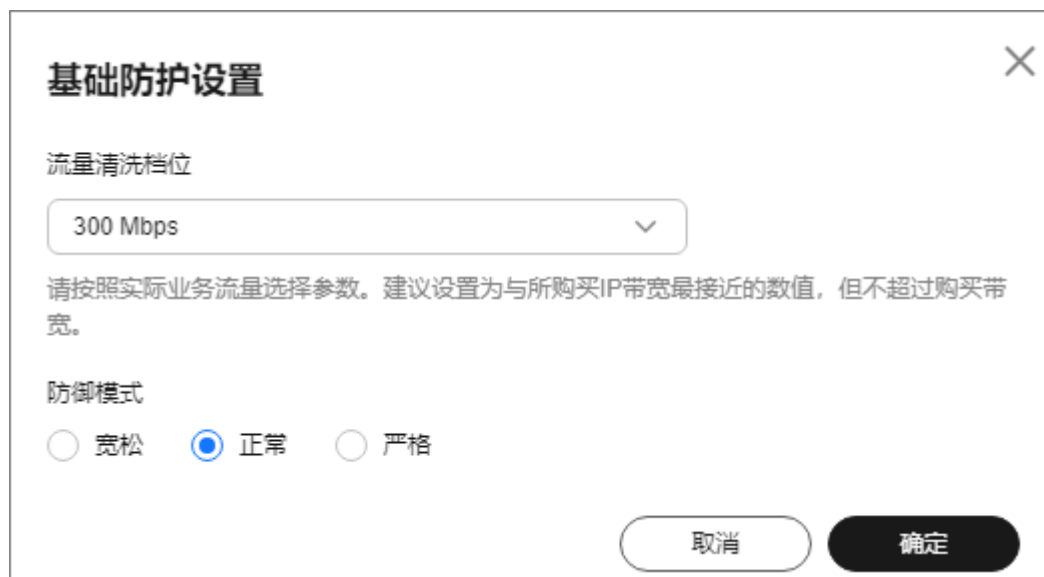 基础防护设置
流量清洗档位
300 Mbps
请按照实际业务流量选择参数。建议设置为与所购买IP带宽最接近的数值，但不超过购买带
宽。
防御模式
宽松 正常 严格
取消 确定